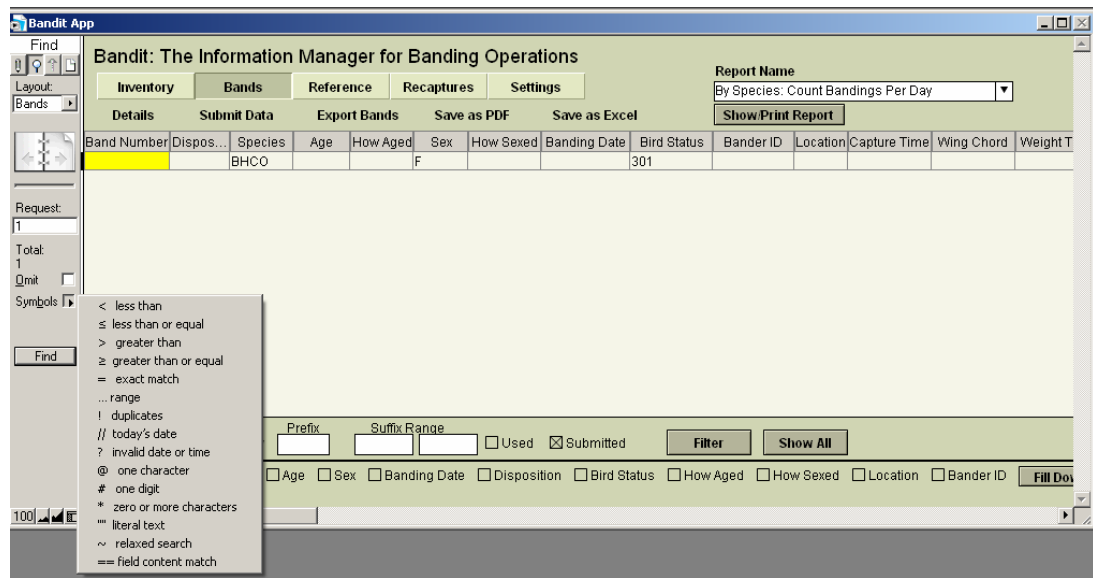 Bandit App
Find
Layout:
Bands
Request:
1
Total:
1
Omit
Symbols
Find
100
Bandit: The Information Manager for Banding Operations
Report Name
By Species: Count Bandings Per Day
Inventory Bands Reference Recaptures Settings
Details Submit Data Export Bands Save as PDF Save as Excel Show/Print Report
Band Number Dispos... Species Age How Aged Sex How Sexed Banding Date Bird Status Bander ID Location Capture Time Wing Chord Weight T
BHCO F 301
< less than
≤ less than or equal
> greater than
≥ greater than or equal
= exact match
... range
! duplicates
// today's date
? invalid date or time
@ one character
# one digit
* zero or more characters
"" literal text
~ relaxed search
== field content match
Prefix Suffix Range
Used Submitted Filter Show All
Age Sex Banding Date Disposition Bird Status How Aged How Sexed Location Bander ID Fill Dov